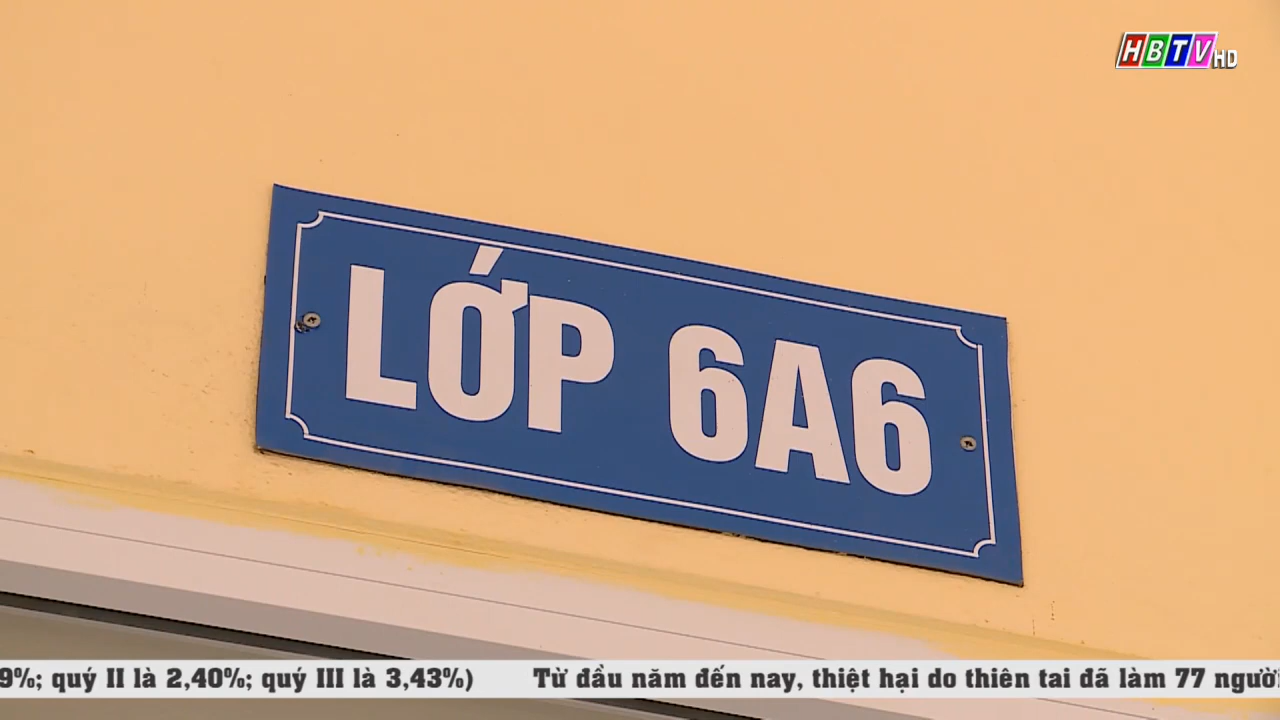 HBTV HD
LỚP 6A6
9%; quý II là 2,40%; quý III là 3,43%) Từ đầu năm đến nay, thiệt hại do thiên tai đã làm 77 người